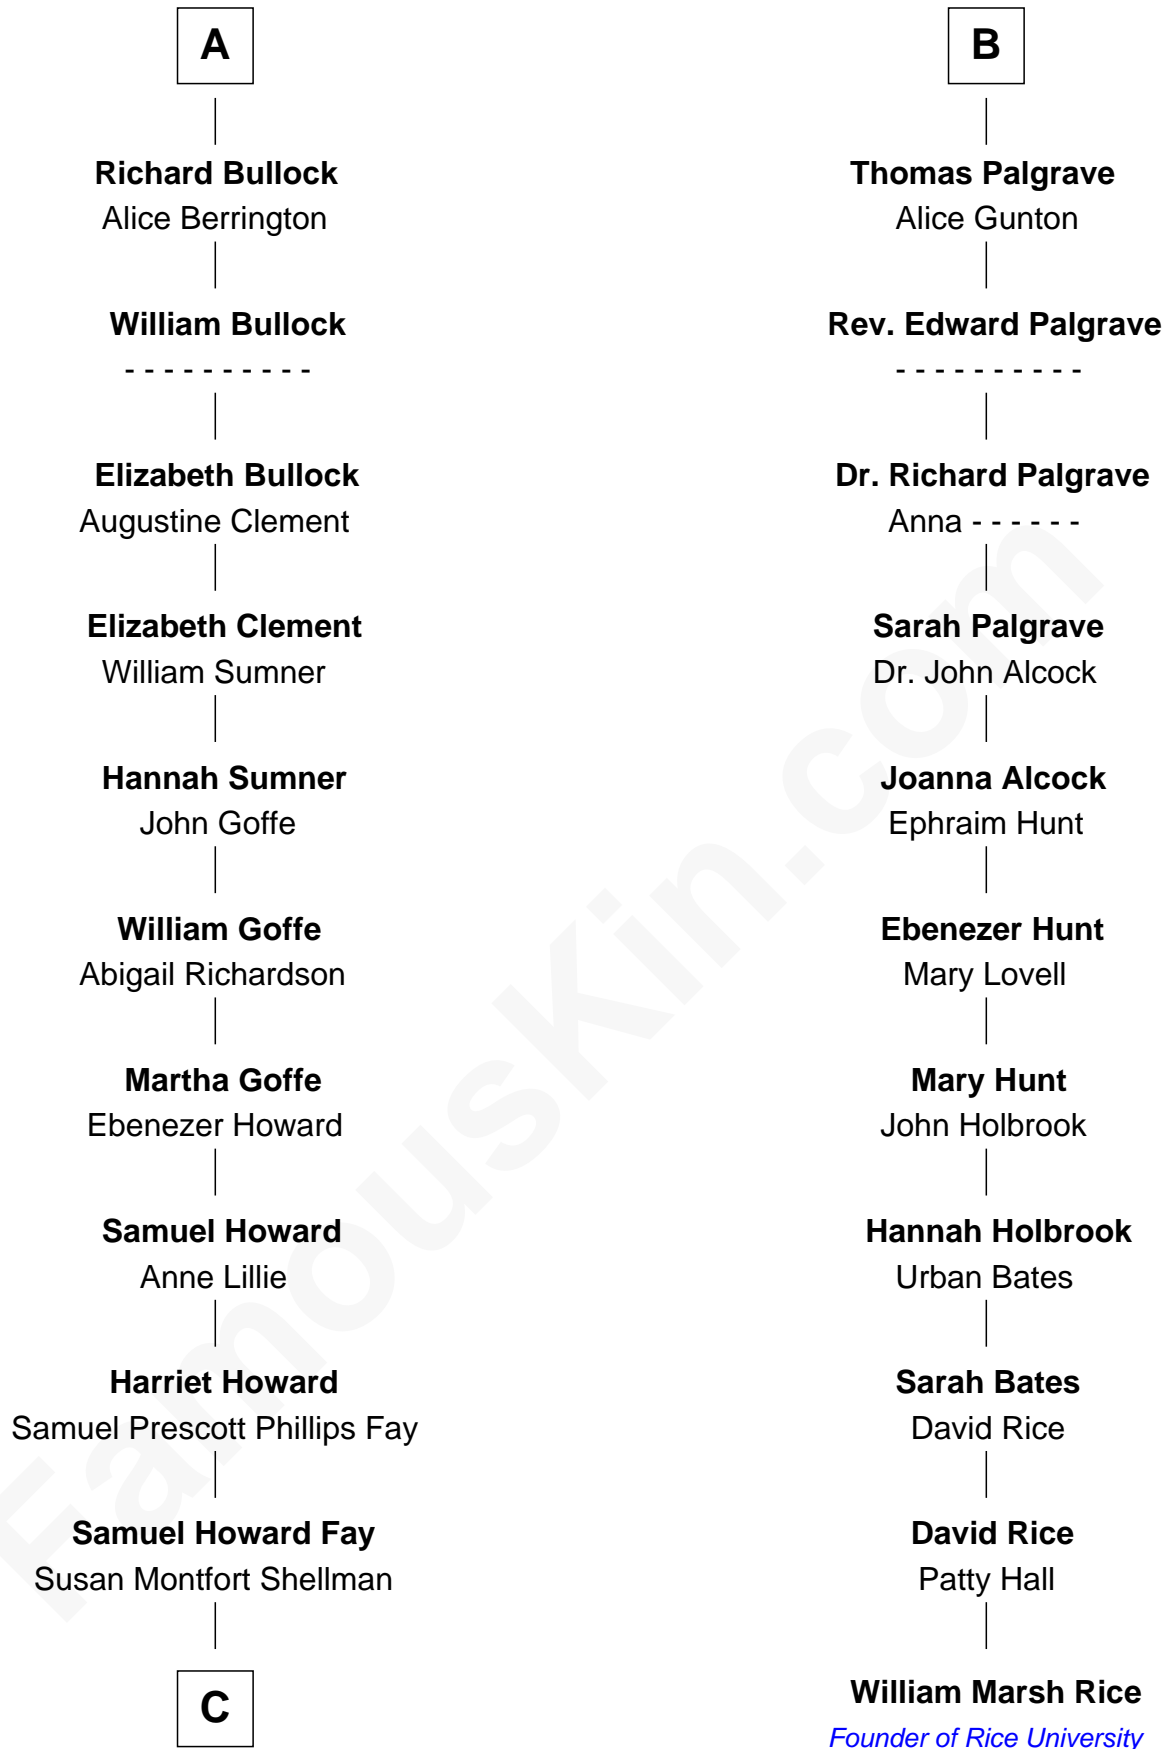 A
Richard Bullock
Alice Berrington
William Bullock
- - - - - - - - - -
Elizabeth Bullock
Augustine Clement
Elizabeth Clement
William Sumner
Hannah Sumner
John Goffe
William Goffe
Abigail Richardson
Martha Goffe
Ebenezer Howard
Samuel Howard
Anne Lillie
Harriet Howard
Samuel Prescott Phillips Fay
Samuel Howard Fay
Susan Montfort Shellman
C
B
Thomas Palgrave
Alice Gunton
Rev. Edward Palgrave
- - - - - - - - - -
Dr. Richard Palgrave
Anna - - - - - -
Sarah Palgrave
Dr. John Alcock
Joanna Alcock
Ephraim Hunt
Ebenezer Hunt
Mary Lovell
Mary Hunt
John Holbrook
Hannah Holbrook
Urban Bates
Sarah Bates
David Rice
David Rice
Patty Hall
William Marsh Rice
Founder of Rice University
FamousKin.com